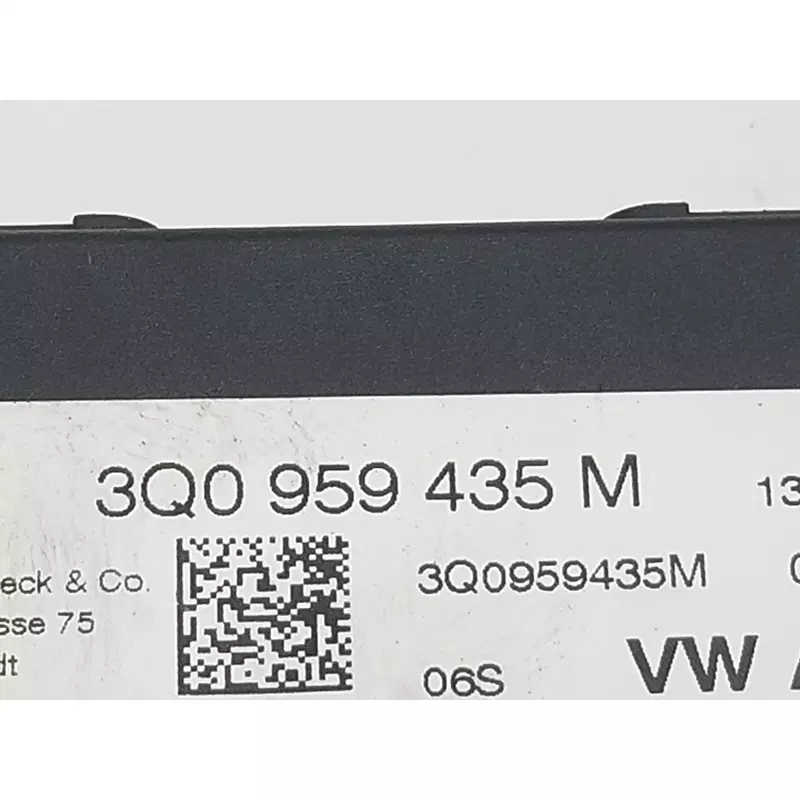 3Q0 959 435 M 13
eck & Co. 3Q0959435M
sse 75
dt 06S VW